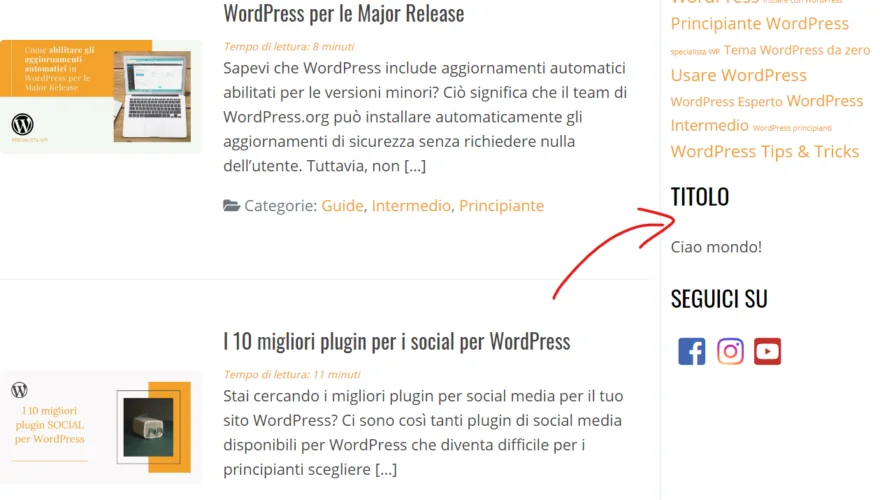 WordPress per le Major Release
Tempo di lettura: 8 minuti
Sapevi che WordPress include aggiornamenti automatici
abilitati per le versioni minori? Ciò significa che il team di
WordPress.org può installare automaticamente gli
aggiornamenti di sicurezza senza richiedere nulla
dell’utente. Tuttavia, non […]
Categorie: Guide, Intermedio, Principiante
Come abilitare gli
aggiornamenti
automatici in
WordPress per le
Major Release
I 10 migliori plugin per i social per WordPress
Tempo di lettura: 11 minuti
Stai cercando i migliori plugin per social media per il tuo
sito WordPress? Ci sono così tanti plugin di social media
disponibili per WordPress che diventa difficile per i
principianti scegliere […]
I 10 migliori
plugin SOCIAL
per WordPress
WordPress Iniziare con WordPress
Principiante WordPress
specialista WP Tema WordPress da zero
Usare WordPress
WordPress Esperto WordPress
Intermedio WordPress principianti
WordPress Tips & Tricks
TITOLO
Ciao mondo!
SEGUICI SU